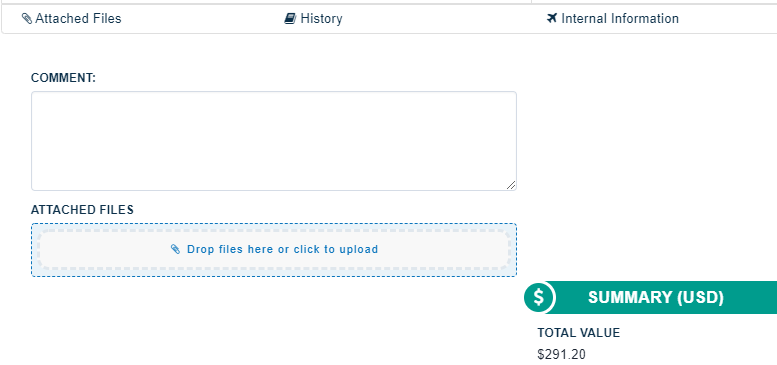 Attached Files
History
Internal Information
COMMENT:
ATTACHED FILES
Drop files here or click to upload
$ SUMMARY (USD)
TOTAL VALUE
$291.20